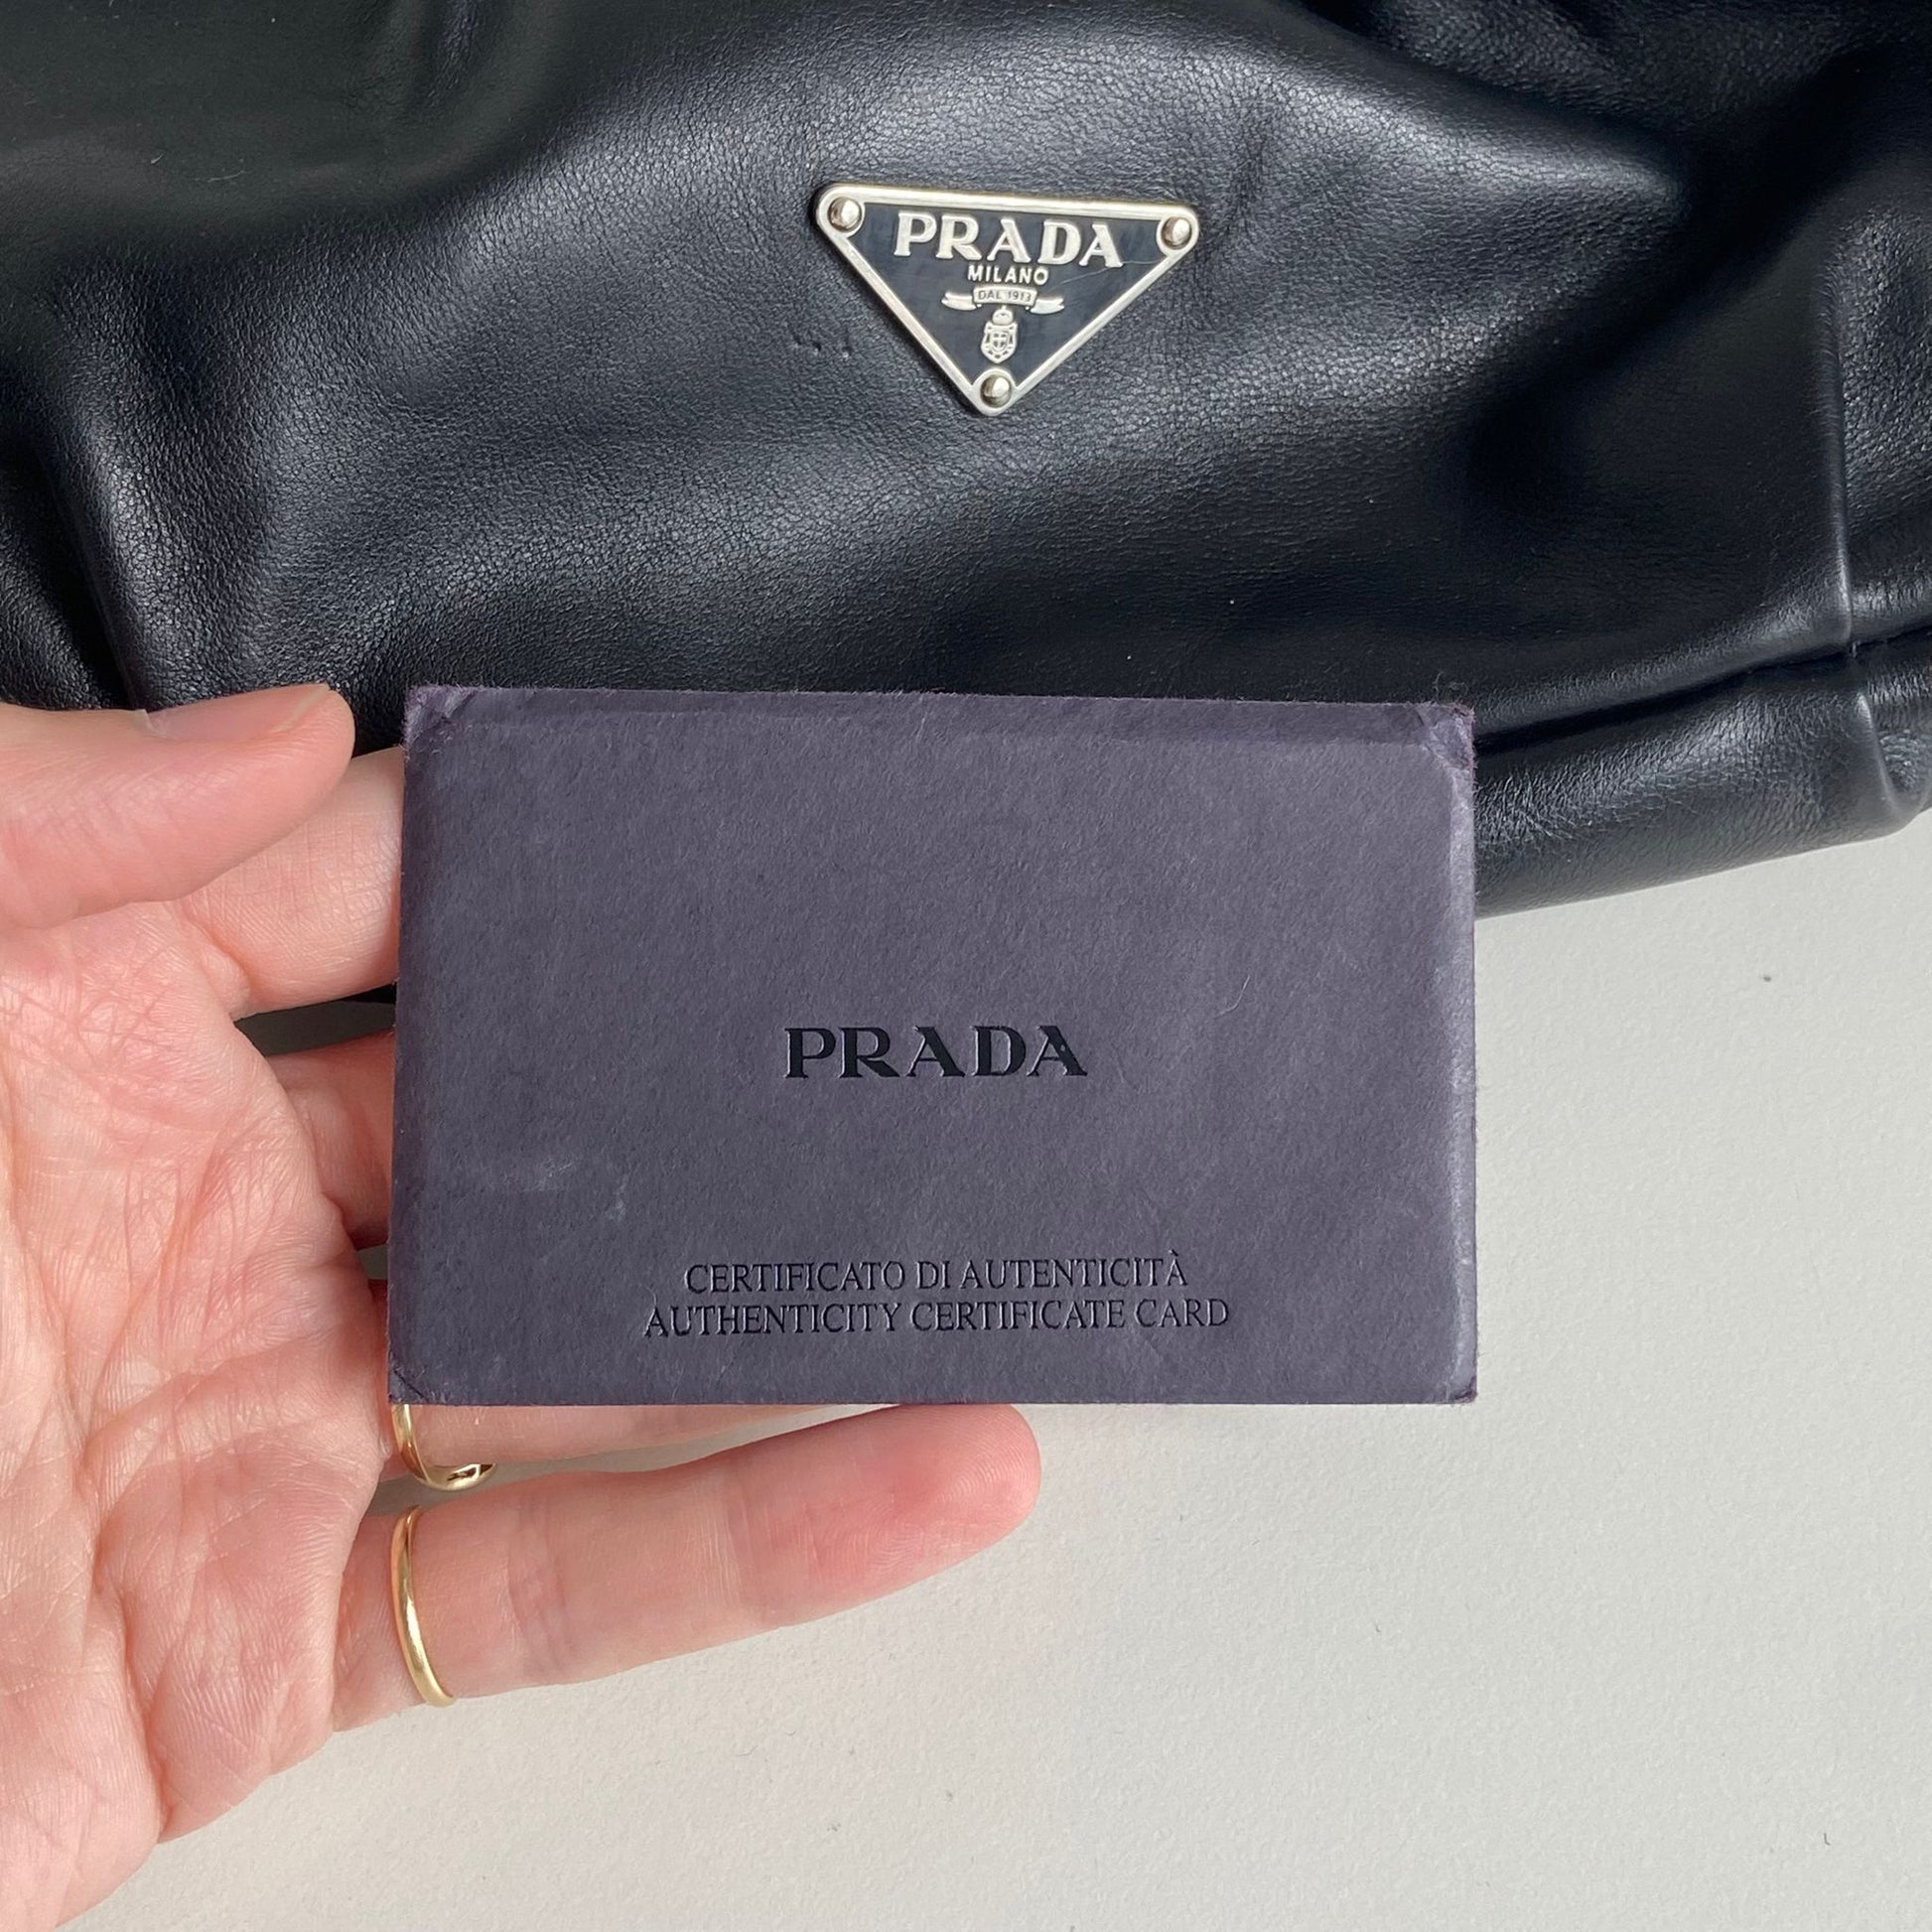 PRADA
MILANO
DAL 1913
PRADA
CERTIFICATO DI AUTENTICITÀ
AUTHENTICITY CERTIFICATE CARD